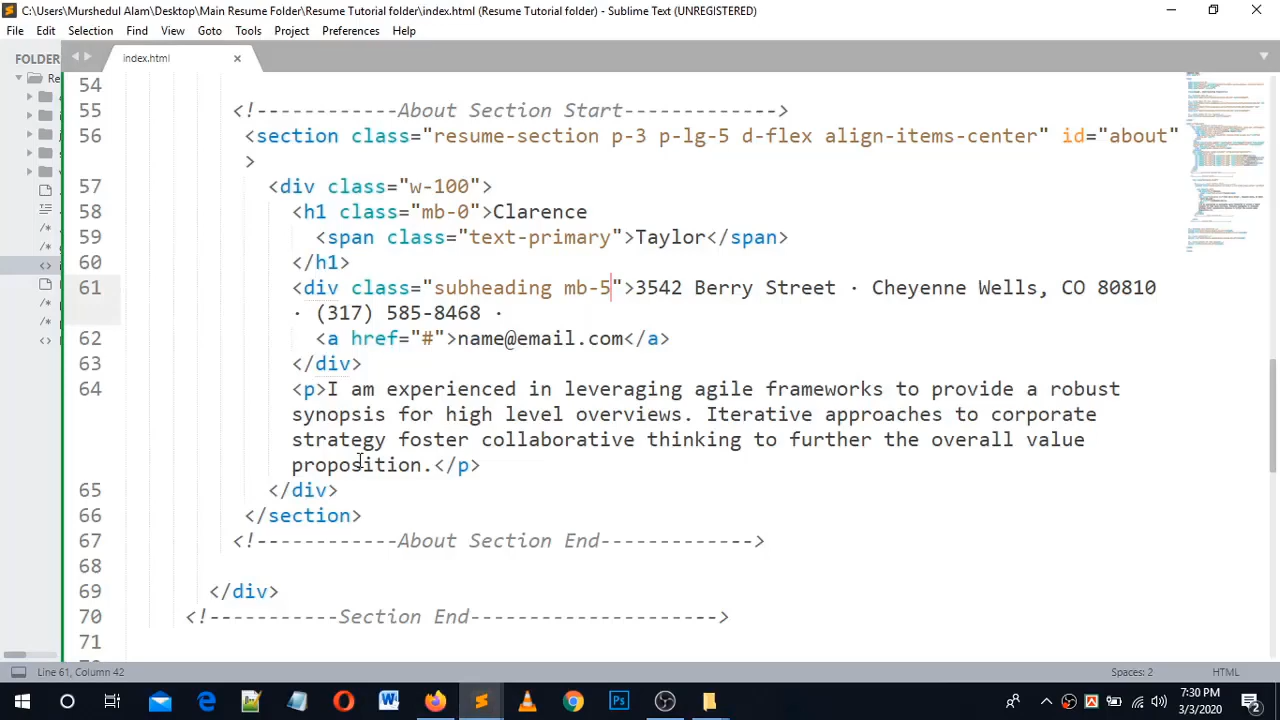 C:\Users\Murshedul Alam\Desktop\Main Resume Folder\Resume Tutorial folder\index.html (Resume Tutorial folder) - Sublime Text (UNREGISTERED)
File Edit Selection Find View Goto Tools Project Preferences Help
FOLDER
index.html
Re
54
55 <!------------About Section Start------------->
56 <section class="resume-section p-3 p-lg-5 d-flex align-items-center" id="about"
>
57 <div class="w-100">
58 <h1 class="mb-0">Clarence
59 <span class="text-primary">Taylor</span>
60 </h1>
61 <div class="subheading mb-5">3542 Berry Street · Cheyenne Wells, CO 80810
· (317) 585-8468 ·
62 <a href="#">name@email.com</a>
63 </div>
64 <p>I am experienced in leveraging agile frameworks to provide a robust
synopsis for high level overviews. Iterative approaches to corporate
strategy foster collaborative thinking to further the overall value
proposition.</p>
65 </div>
66 </section>
67 <!------------About Section End------------->
68
69 </div>
70 <!-----------Section End--------------------->
71
Line 61, Column 42
Spaces: 2
HTML
7:30 PM
3/3/2020